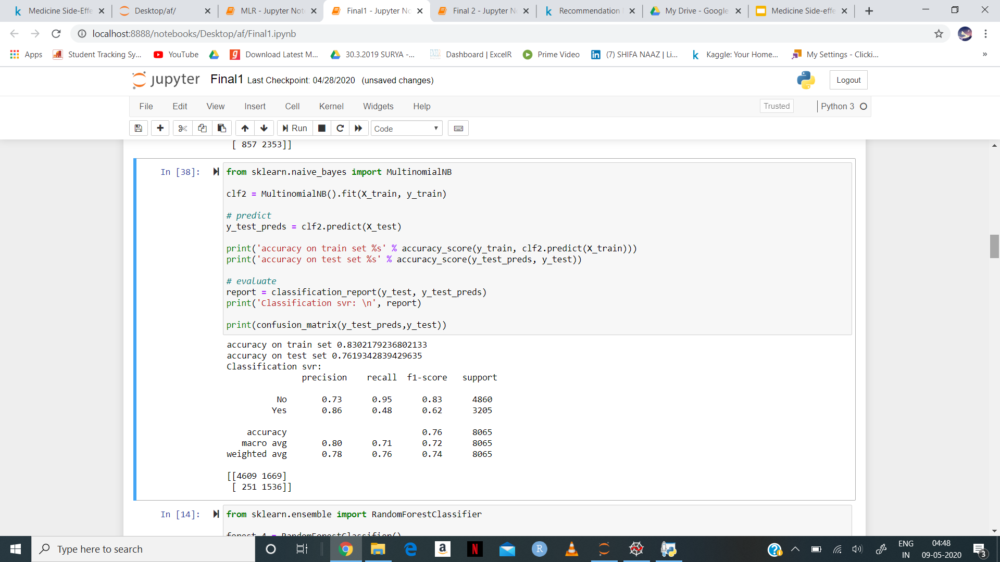 Medicine Side-Effe
Desktop/af/
MLR - Jupyter Not
Final1 - Jupyter No
Final 2 - Jupyter N
Recommendation
My Drive - Google
Medicine Side-effe
localhost:8888/notebooks/Desktop/af/Final1.ipynb
Apps
Student Tracking Sy...
YouTube
Download Latest M...
30.3.2019 SURYA -...
Dashboard | ExcelR
Prime Video
(7) SHIFA NAAZ | Li...
Kaggle: Your Home...
My Settings - Clicki...
»
jupyter Final1 Last Checkpoint: 04/28/2020 (unsaved changes)
Logout
File Edit View Insert Cell Kernel Widgets Help
Trusted
Python 3
Run
Code
[ 857 2353]]
In [38]:
from sklearn.naive_bayes import MultinomialNB
clf2 = MultinomialNB().fit(X_train, y_train)
# predict
y_test_preds = clf2.predict(X_test)
print('accuracy on train set %s' % accuracy_score(y_train, clf2.predict(X_train)))
print('accuracy on test set %s' % accuracy_score(y_test_preds, y_test))
# evaluate
report = classification_report(y_test, y_test_preds)
print('Classification svr: \n', report)
print(confusion_matrix(y_test_preds,y_test))
accuracy on train set 0.8302179236802133
accuracy on test set 0.7619342839429635
Classification svr:
precision recall f1-score support
No 0.73 0.95 0.83 4860
Yes 0.86 0.48 0.62 3205
accuracy 0.76 8065
macro avg 0.80 0.71 0.72 8065
weighted avg 0.78 0.76 0.74 8065
[[4609 1669]
[ 251 1536]]
In [14]:
from sklearn.ensemble import RandomForestClassifier
forest_4 = RandomForestClassifier()
Type here to search
ENG
IN
04:48
09-05-2020
3